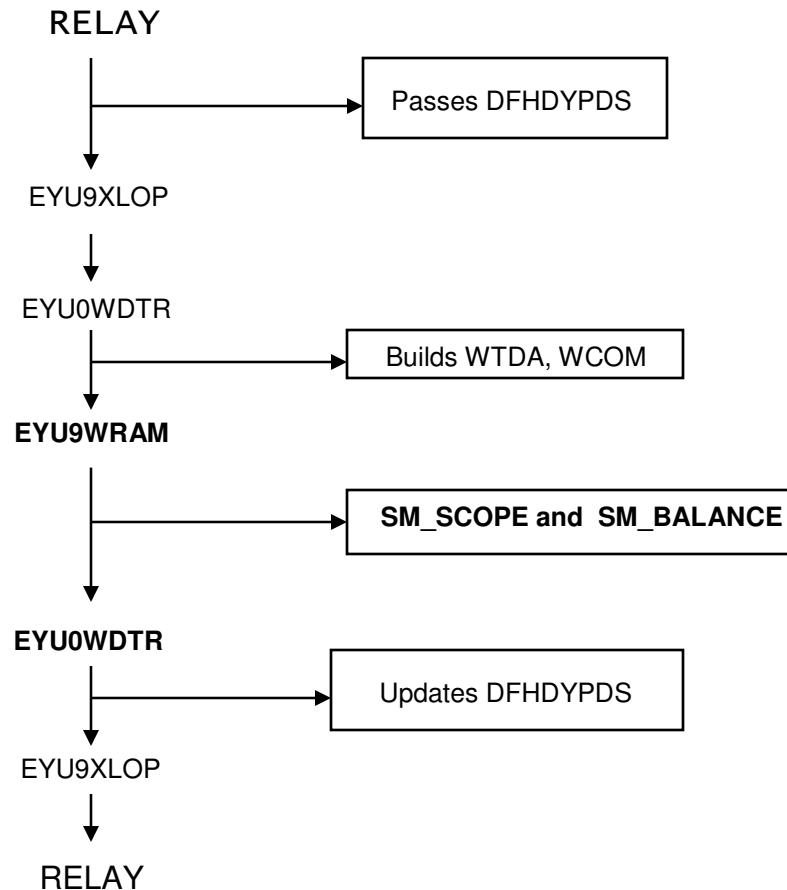 RELAY
Passes DFHDYPDS
EYU9XLOP
EYU0WDTR
Builds WTDA, WCOM
EYU9WRAM
SM_SCOPE and SM_BALANCE
EYU0WDTR
Updates DFHDYPDS
EYU9XLOP
RELAY